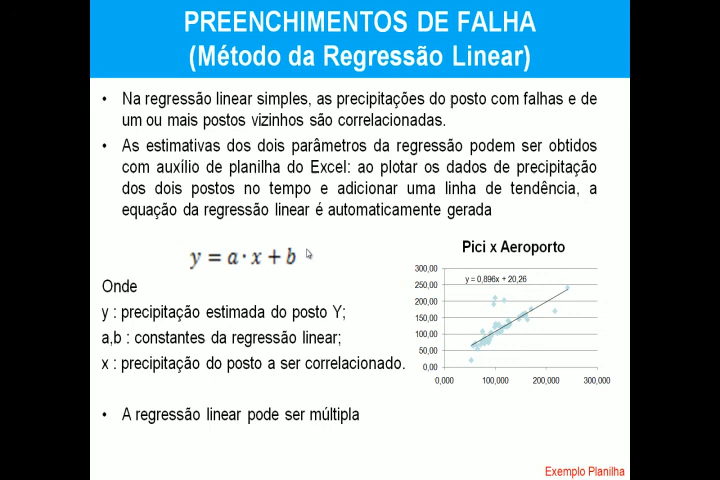 PREENCHIMENTOS DE FALHA
(Método da Regressão Linear)
• Na regressão linear simples, as precipitações do posto com falhas e de
um ou mais postos vizinhos são correlacionadas.
• As estimativas dos dois parâmetros da regressão podem ser obtidos
com auxílio de planilha do Excel: ao plotar os dados de precipitação
dos dois postos no tempo e adicionar uma linha de tendência, a
equação da regressão linear é automaticamente gerada
y = a · x + b
Onde
y : precipitação estimada do posto Y;
a,b : constantes da regressão linear;
x : precipitação do posto a ser correlacionado.
• A regressão linear pode ser múltipla
Pici x Aeroporto
y = 0,896x + 20,26
300,00
250,00
200,00
150,00
100,00
50,00
0,00
0,000 100,000 200,000 300,000
Exemplo Planilha